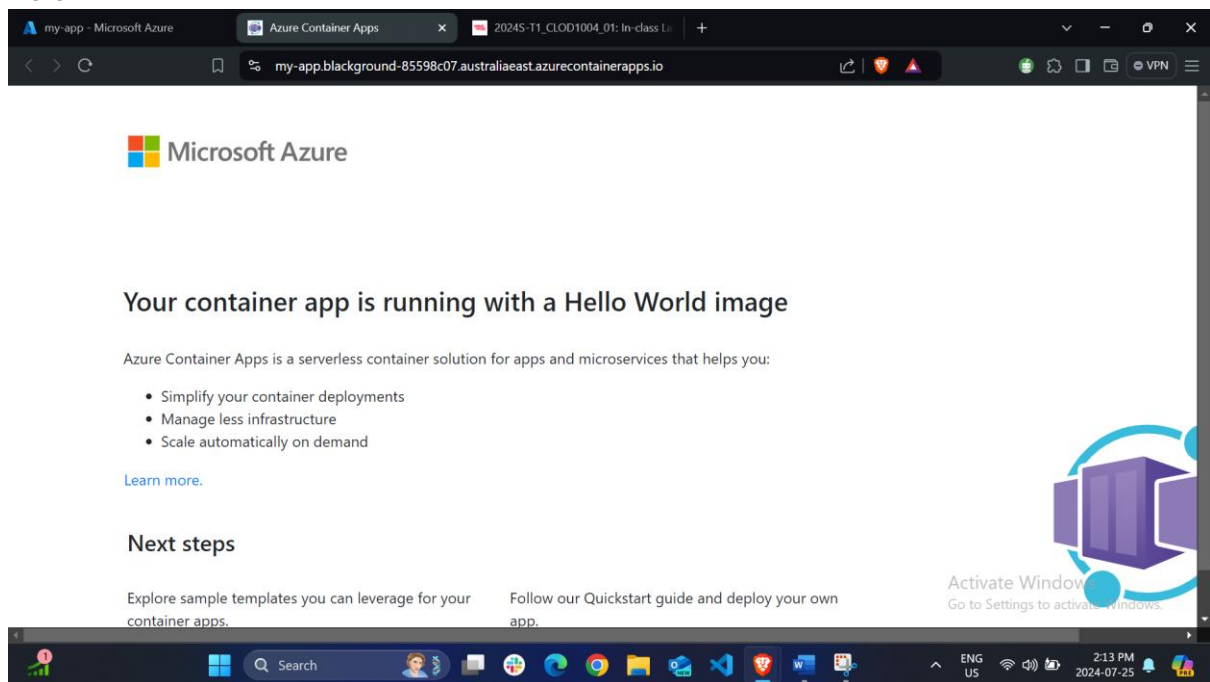 my-app - Microsoft Azure
Azure Container Apps
2024S-T1_CLOD1004_01: In-class La
my-app.blackground-85598c07.australiaeast.azurecontainerapps.io
VPN
Microsoft Azure
Your container app is running with a Hello World image
Azure Container Apps is a serverless container solution for apps and microservices that helps you:
• Simplify your container deployments
• Manage less infrastructure
• Scale automatically on demand
Learn more.
Next steps
Explore sample templates you can leverage for your
container apps.
Follow our Quickstart guide and deploy your own
app.
Activate Windows
Go to Settings to activate Windows.
1
Search
ENG
US
2:13 PM
2024-07-25
PRE